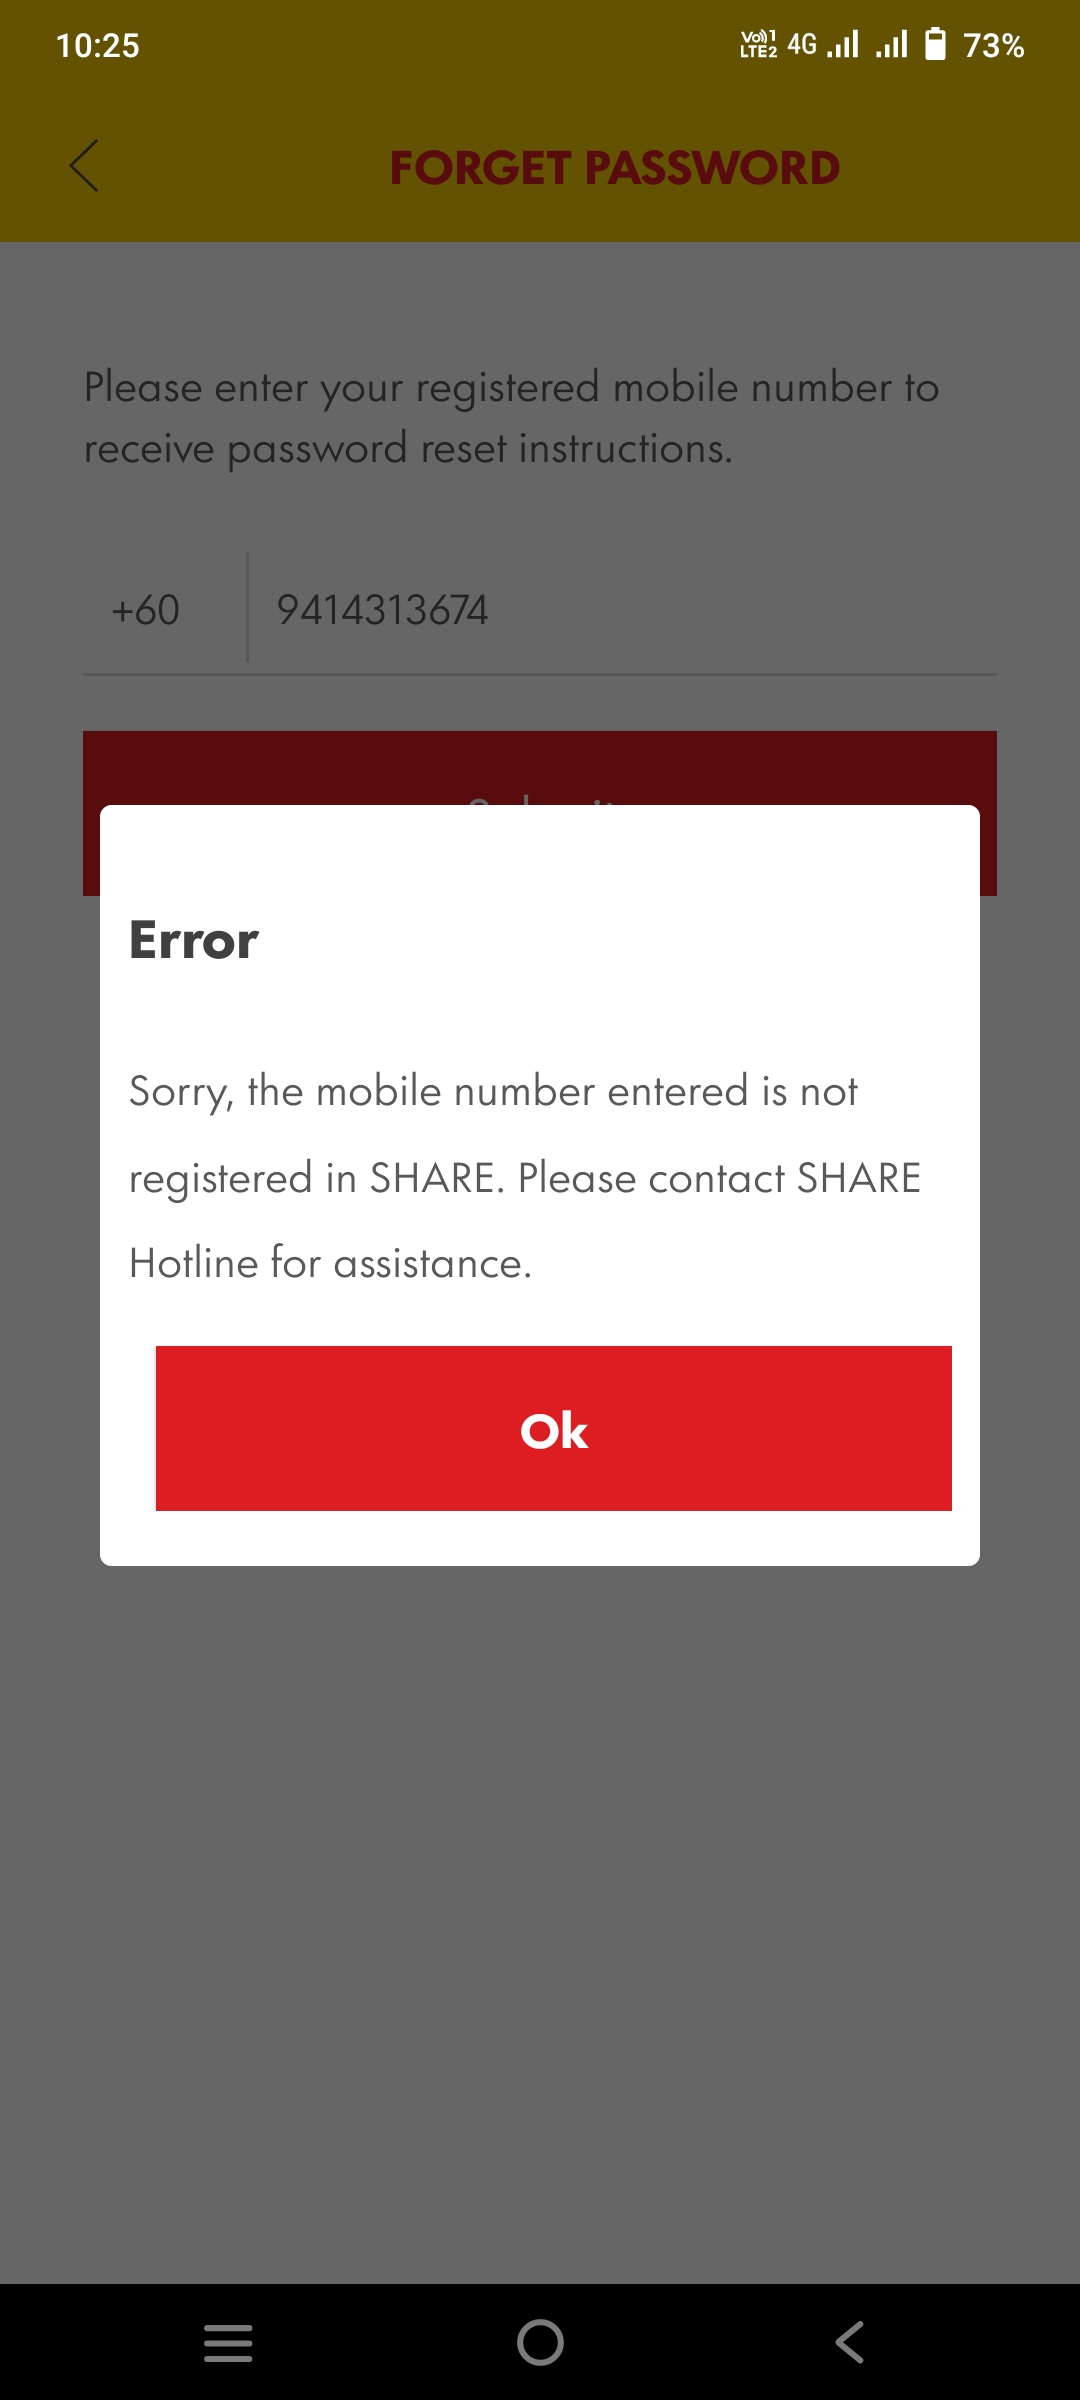 10:25
Vo)) 1
LTE2 4G 73%
FORGET PASSWORD
Please enter your registered mobile number to
receive password reset instructions.
+60 9414313674
Error
Sorry, the mobile number entered is not
registered in SHARE. Please contact SHARE
Hotline for assistance.
Ok